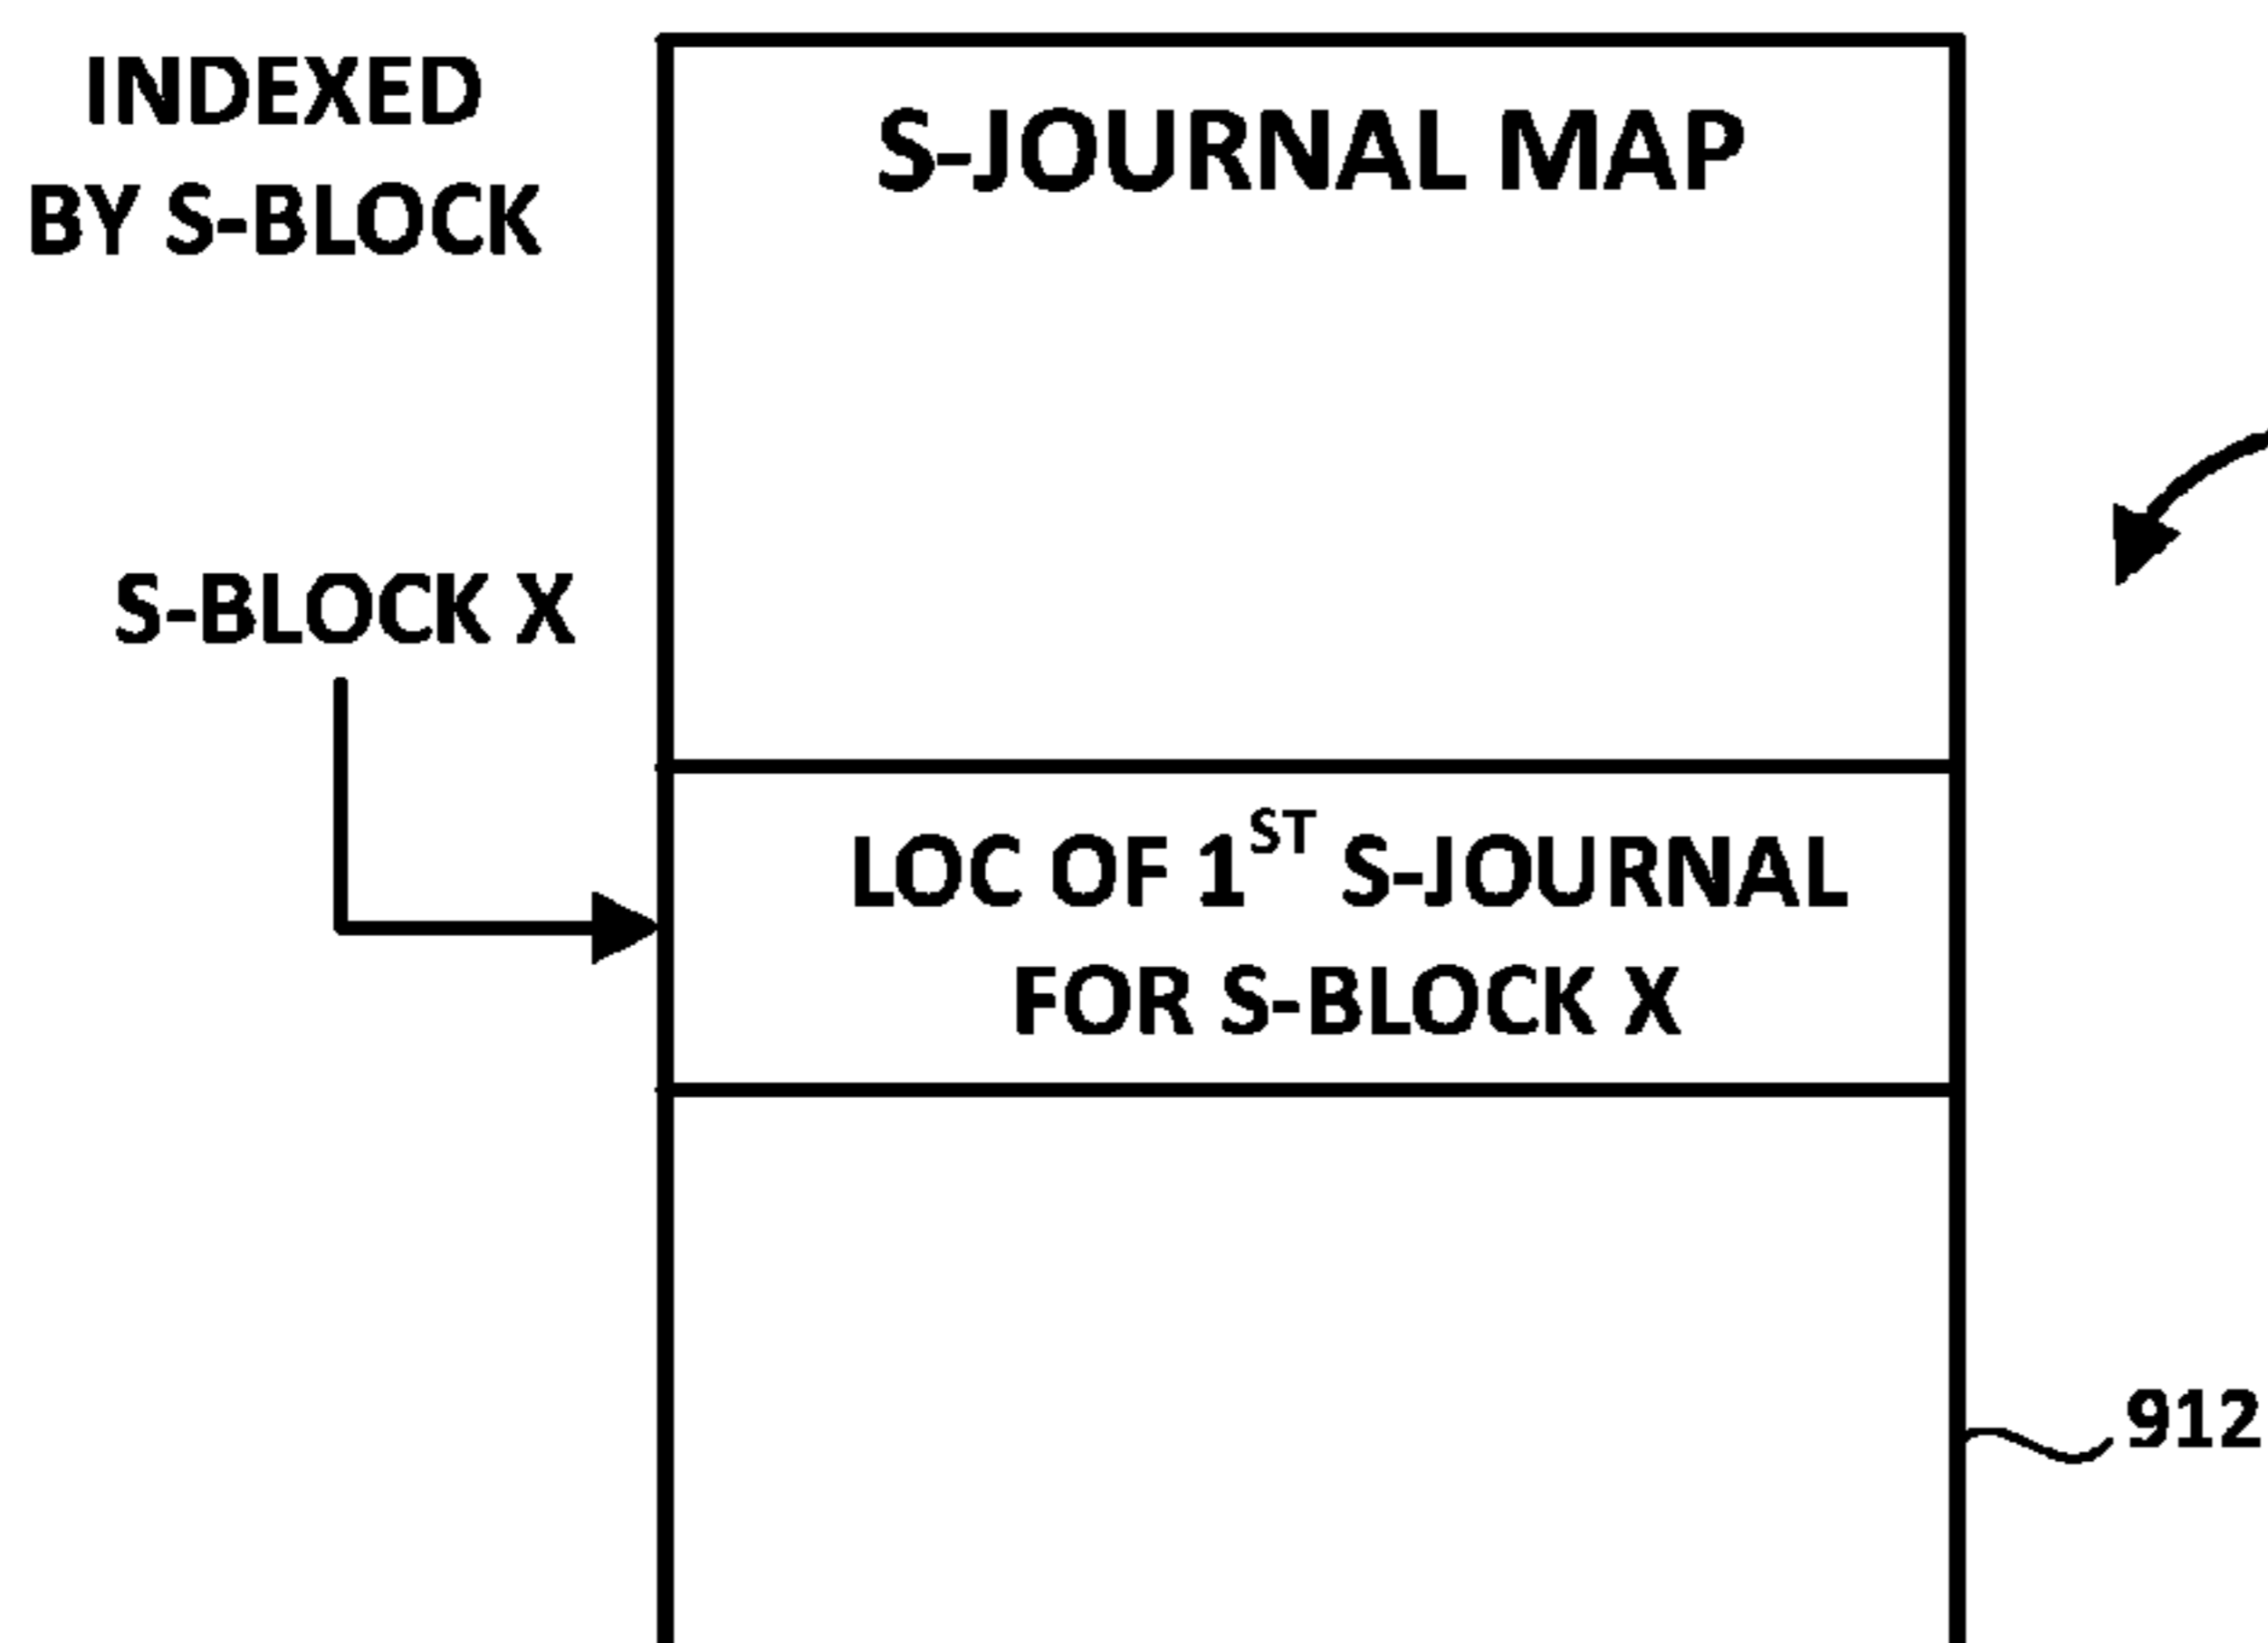 INDEXED
BY S-BLOCK
S-JOURNAL MAP
S-BLOCK X
LOC OF 1ST S-JOURNAL
FOR S-BLOCK X
912